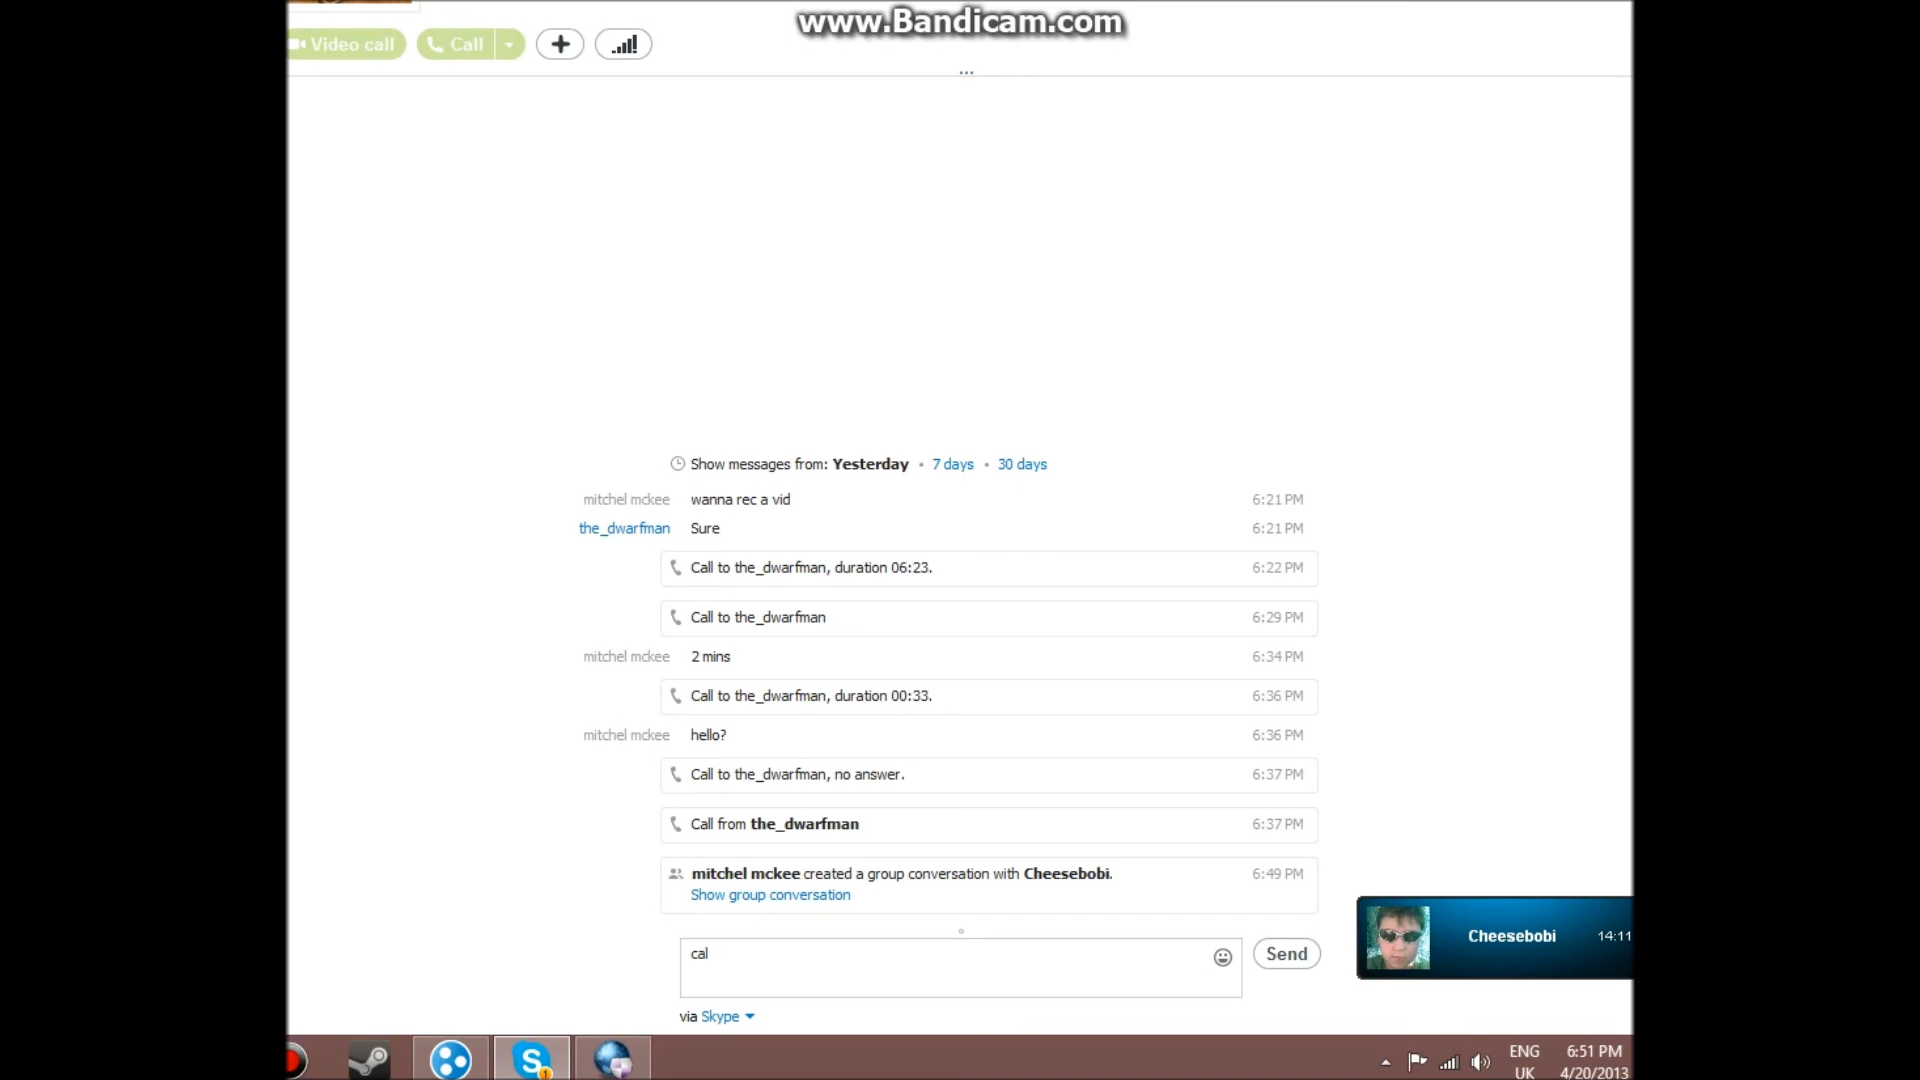 www.Bandicam.com
Video call
Call
...
Show messages from: Yesterday • 7 days • 30 days
mitchel mckee wanna rec a vid 6:21 PM
the_dwarfman Sure 6:21 PM
Call to the_dwarfman, duration 06:23. 6:22 PM
Call to the_dwarfman 6:29 PM
mitchel mckee 2 mins 6:34 PM
Call to the_dwarfman, duration 00:33. 6:36 PM
mitchel mckee hello? 6:36 PM
Call to the_dwarfman, no answer. 6:37 PM
Call from the_dwarfman 6:37 PM
mitchel mckee created a group conversation with Cheesebobi. 6:49 PM
Show group conversation
Cheesebobi 14:11
cal
Send
via Skype
ENG 6:51 PM
UK 4/20/2013